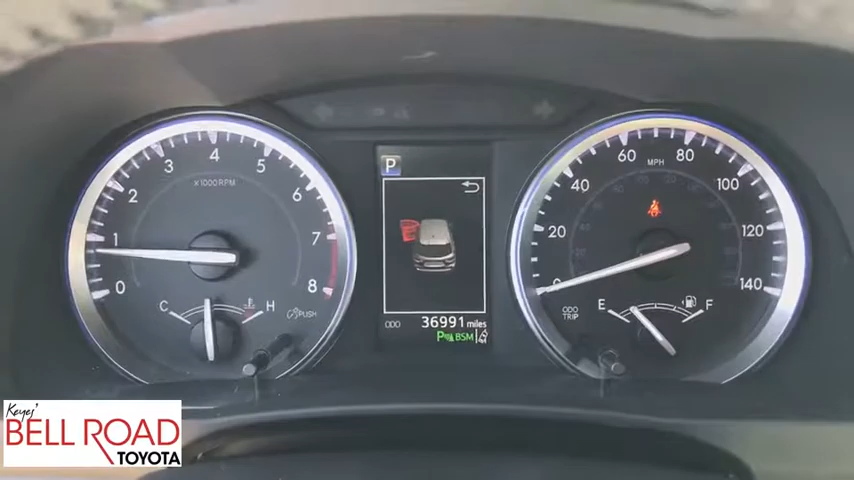 0 1 2 3 4 5 6 7 8
x1000RPM
C H
PUSH
P
ODO 36991 miles
BSM
0 20 40 60 80 100 120 140
MPH
ODO
TRIP
E F
Keyes'
BELL ROAD
TOYOTA